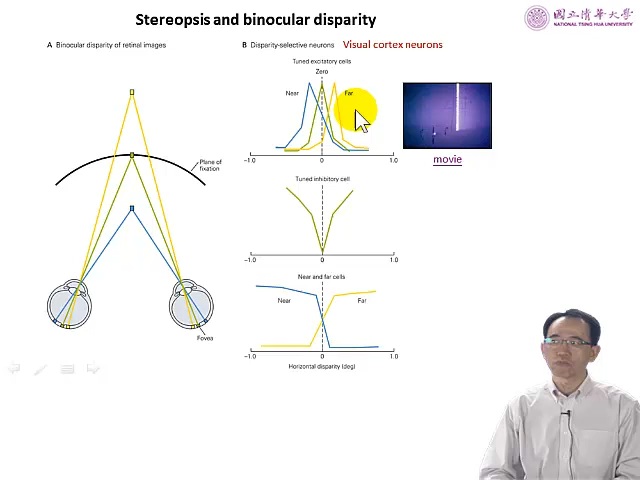 Stereopsis and binocular disparity
國立清華大學
NATIONAL TSING HUA UNIVERSITY
A Binocular disparity of retinal images
B Disparity-selective neurons
Visual cortex neurons
Tuned excitatory cells
Zero
Near
Far
−1.0
0
1.0
movie
Plane of
fixation
Tuned inhibitory cell
−1.0
0
1.0
Near and far cells
Near
Far
Fovea
−1.0
0
1.0
Horizontal disparity (deg)